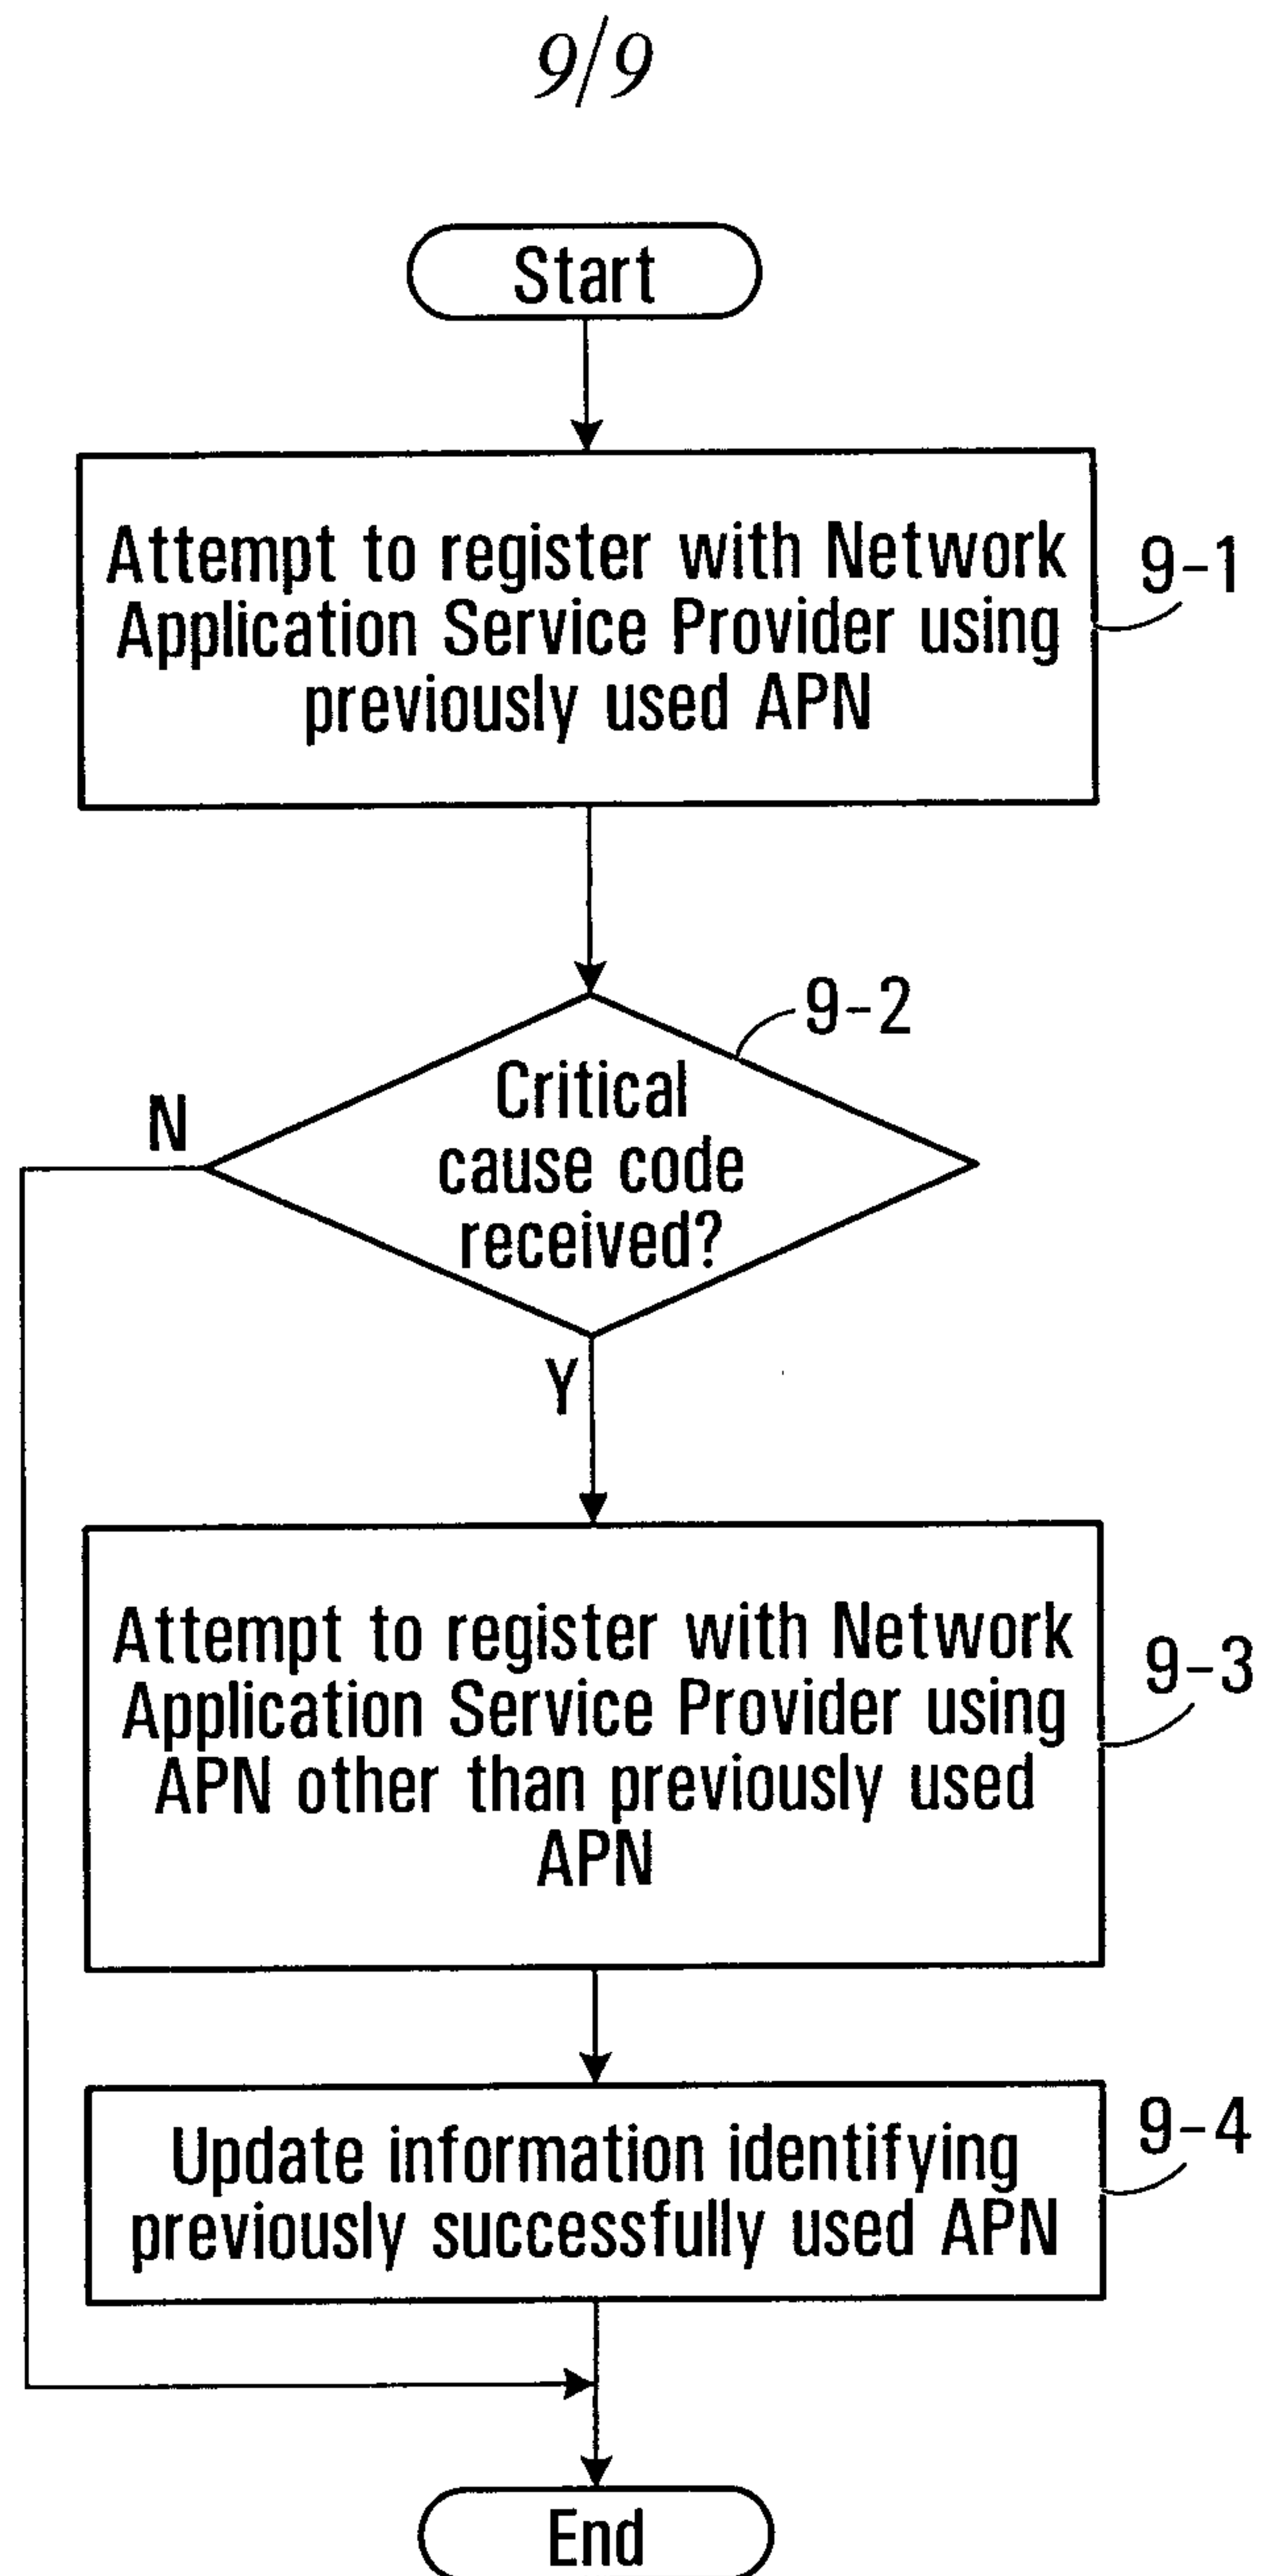 9/9
Start
Attempt to register with Network
Application Service Provider using
previously used APN
9-1
9-2
Critical
cause code
received?
N
Y
Attempt to register with Network
Application Service Provider using
APN other than previously used
APN
9-3
Update information identifying
previously successfully used APN
9-4
End